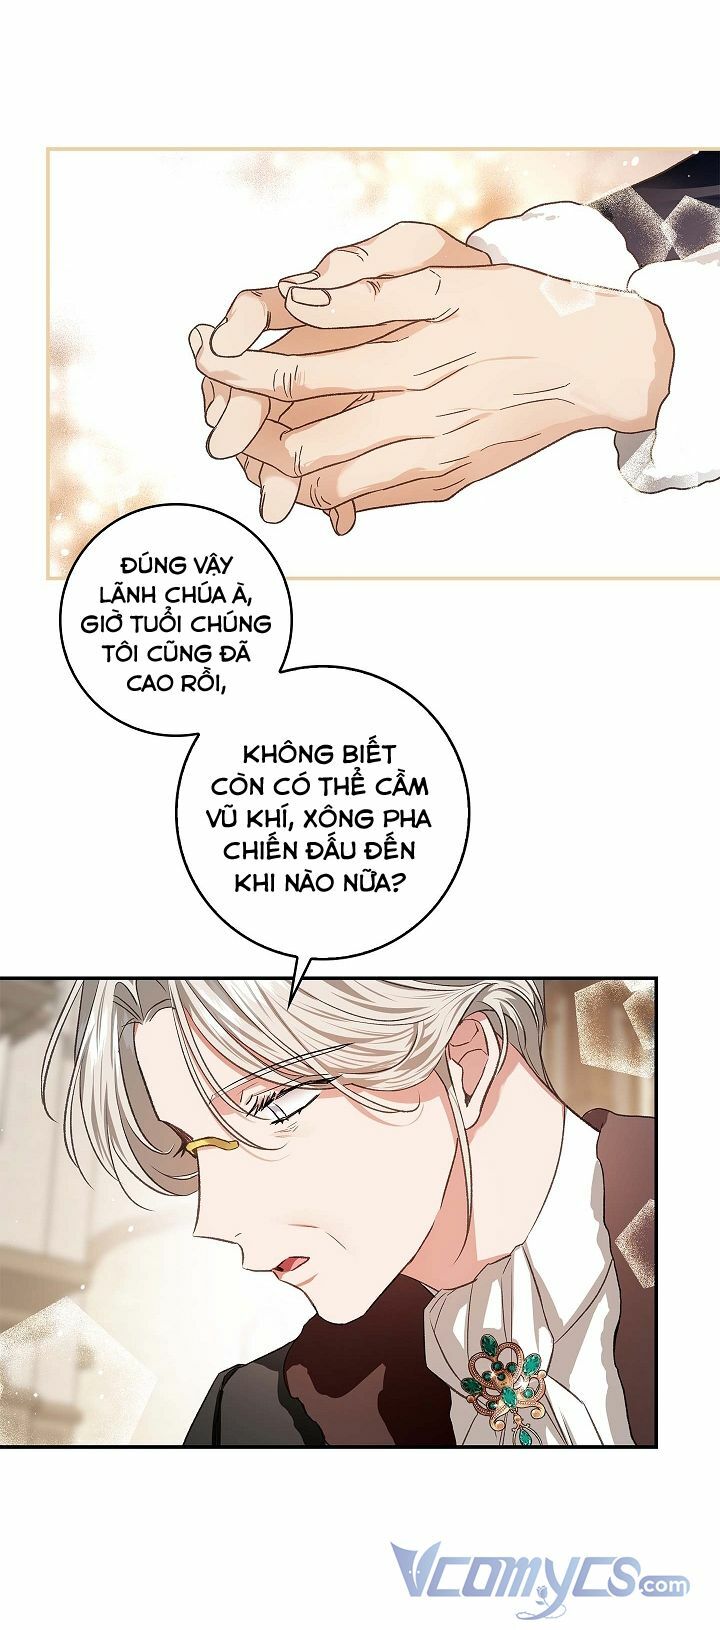 ĐÚNG VẬY
LÃNH CHÚA À,
GIỜ TUỔI CHÚNG
TÔI CŨNG ĐÃ
CAO RỒI,
KHÔNG BIẾT
CÒN CÓ THỂ CẦM
VŨ KHÍ, XÔNG PHA
CHIẾN ĐẤU ĐẾN
KHI NÀO NỮA?
VCOMYCS.com